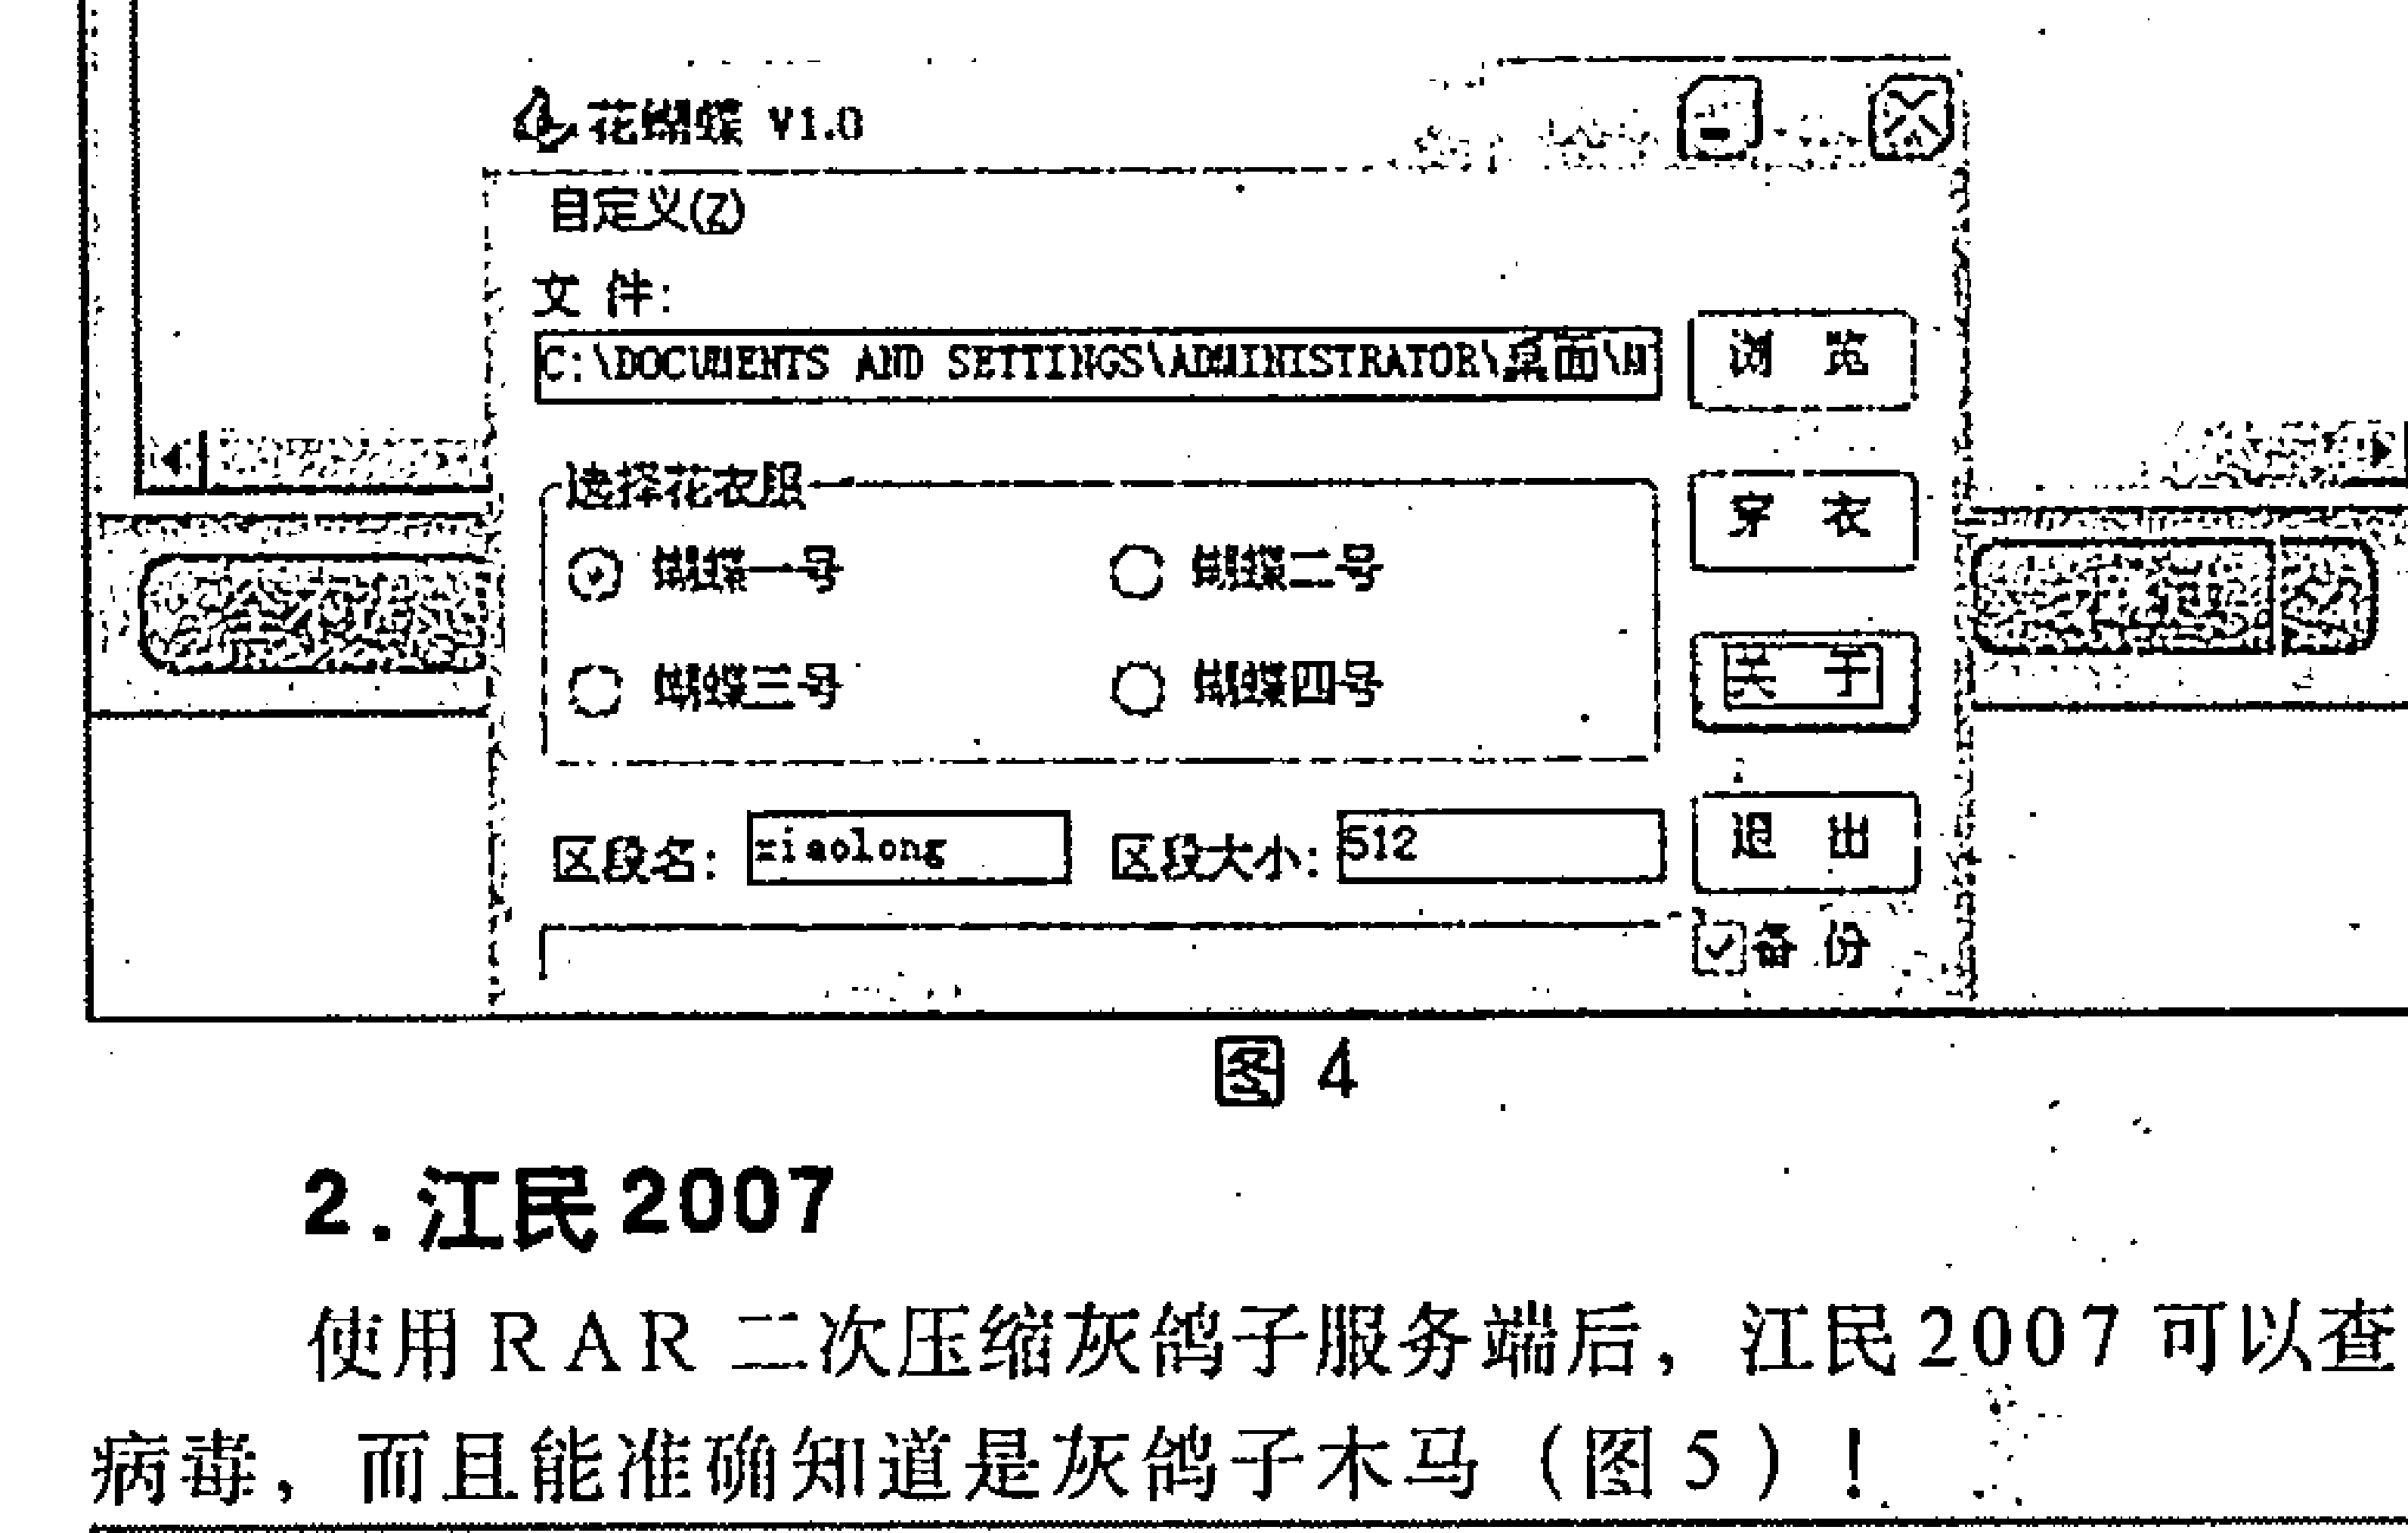 花蝴蝶 V1.0
自定义(Z)
文 件:
C:\DOCUMENTS AND SETTINGS\ADMINISTRATOR\桌面\N
浏 览
选择花衣服
穿 衣
蝴蝶一号 蝴蝶二号
关 于
蝴蝶三号 蝴蝶四号
区段名: xiaolong 区段大小: 512
退 出
备 份
图 4
2.江民2007
使用RAR二次压缩灰鸽子服务端后，江民2007可以查
病毒，而且能准确知道是灰鸽子木马（图5）！